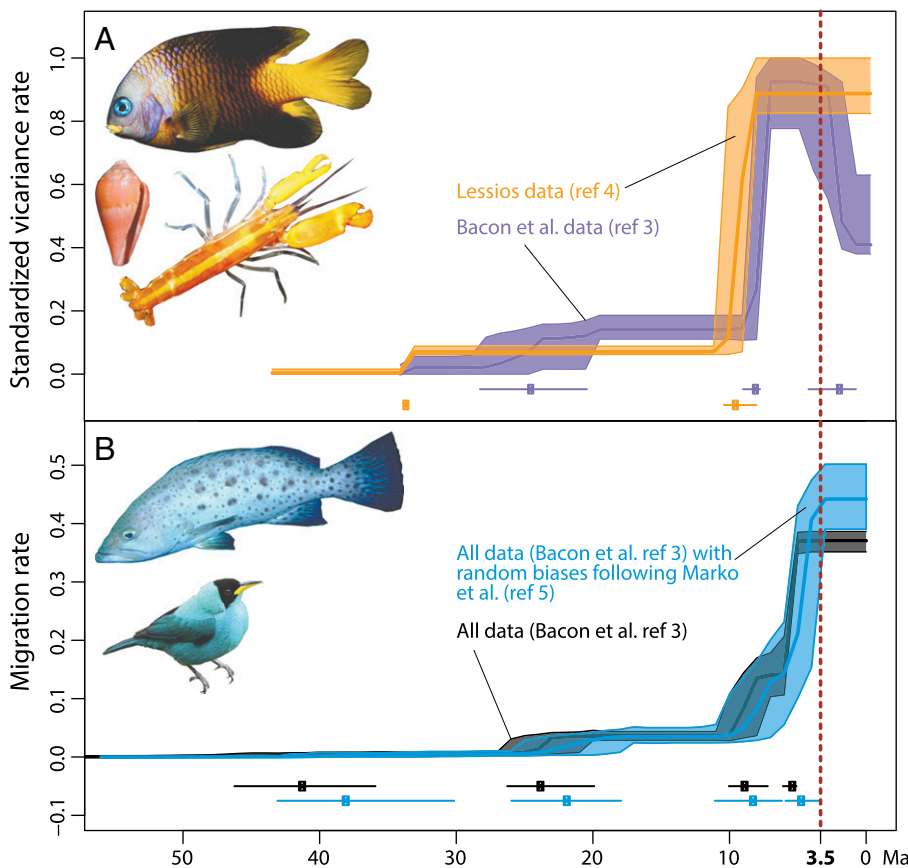 A
Standardized vicariance rate
1.0
0.8
0.6
0.4
0.2
0.0
Lessios data (ref 4)
Bacon et al. data (ref 3)
B
Migration rate
0.5
0.4
0.3
0.2
0.1
0.0
−0.1
All data (Bacon et al. ref 3) with
random biases following Marko
et al. (ref 5)
All data (Bacon et al. ref 3)
50 40 30 20 10 3.5 0 Ma